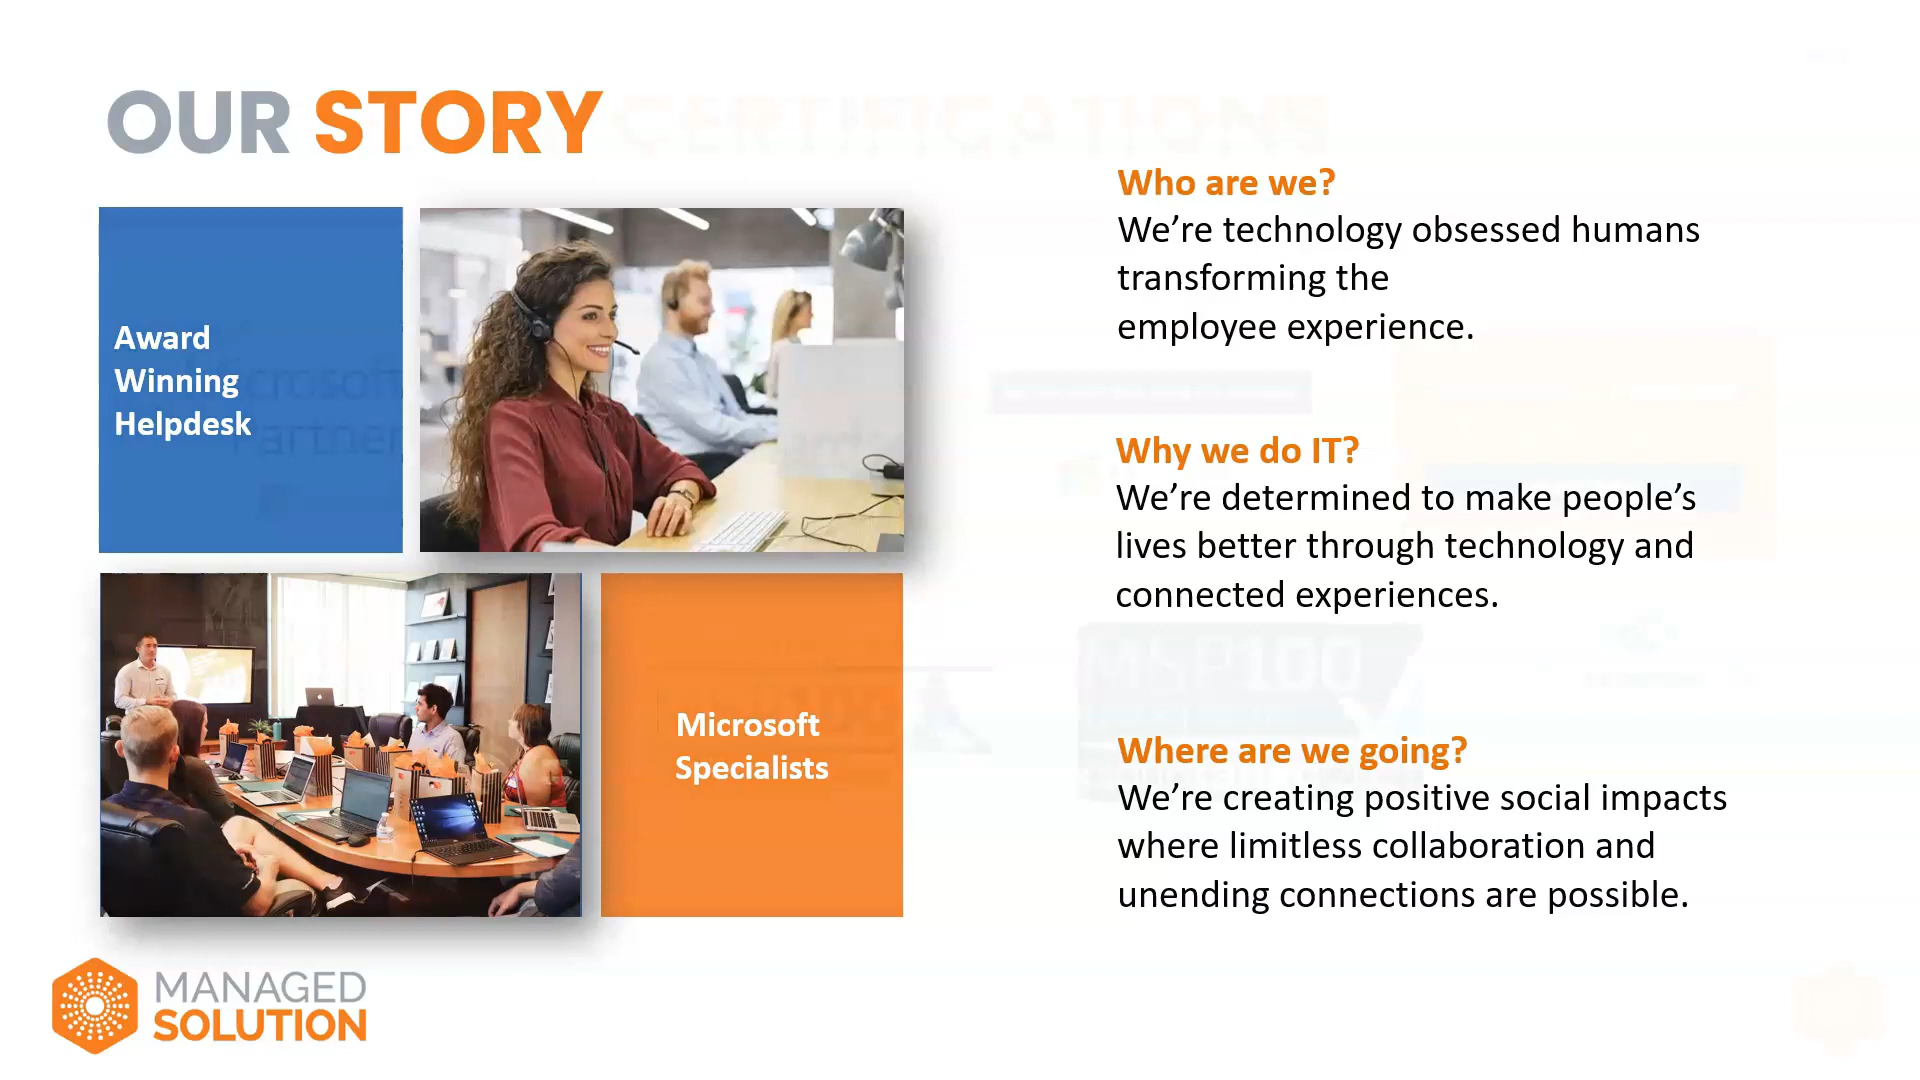 OUR STORY
CERTIFICATIONS
Award
Winning
Helpdesk
Microsoft
Specialists
Who are we?
We’re technology obsessed humans
transforming the
employee experience.
Why we do IT?
We’re determined to make people’s
lives better through technology and
connected experiences.
MSP100
Where are we going?
We’re creating positive social impacts
where limitless collaboration and
unending connections are possible.
MANAGED
SOLUTION